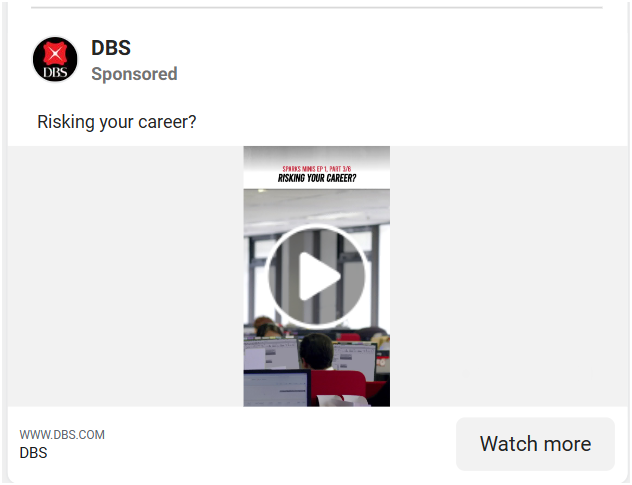 DBS
DBS
Sponsored
Risking your career?
SPARKS MINIS EP 1, PART 3/6
RISKING YOUR CAREER?
WWW.DBS.COM
DBS
Watch more